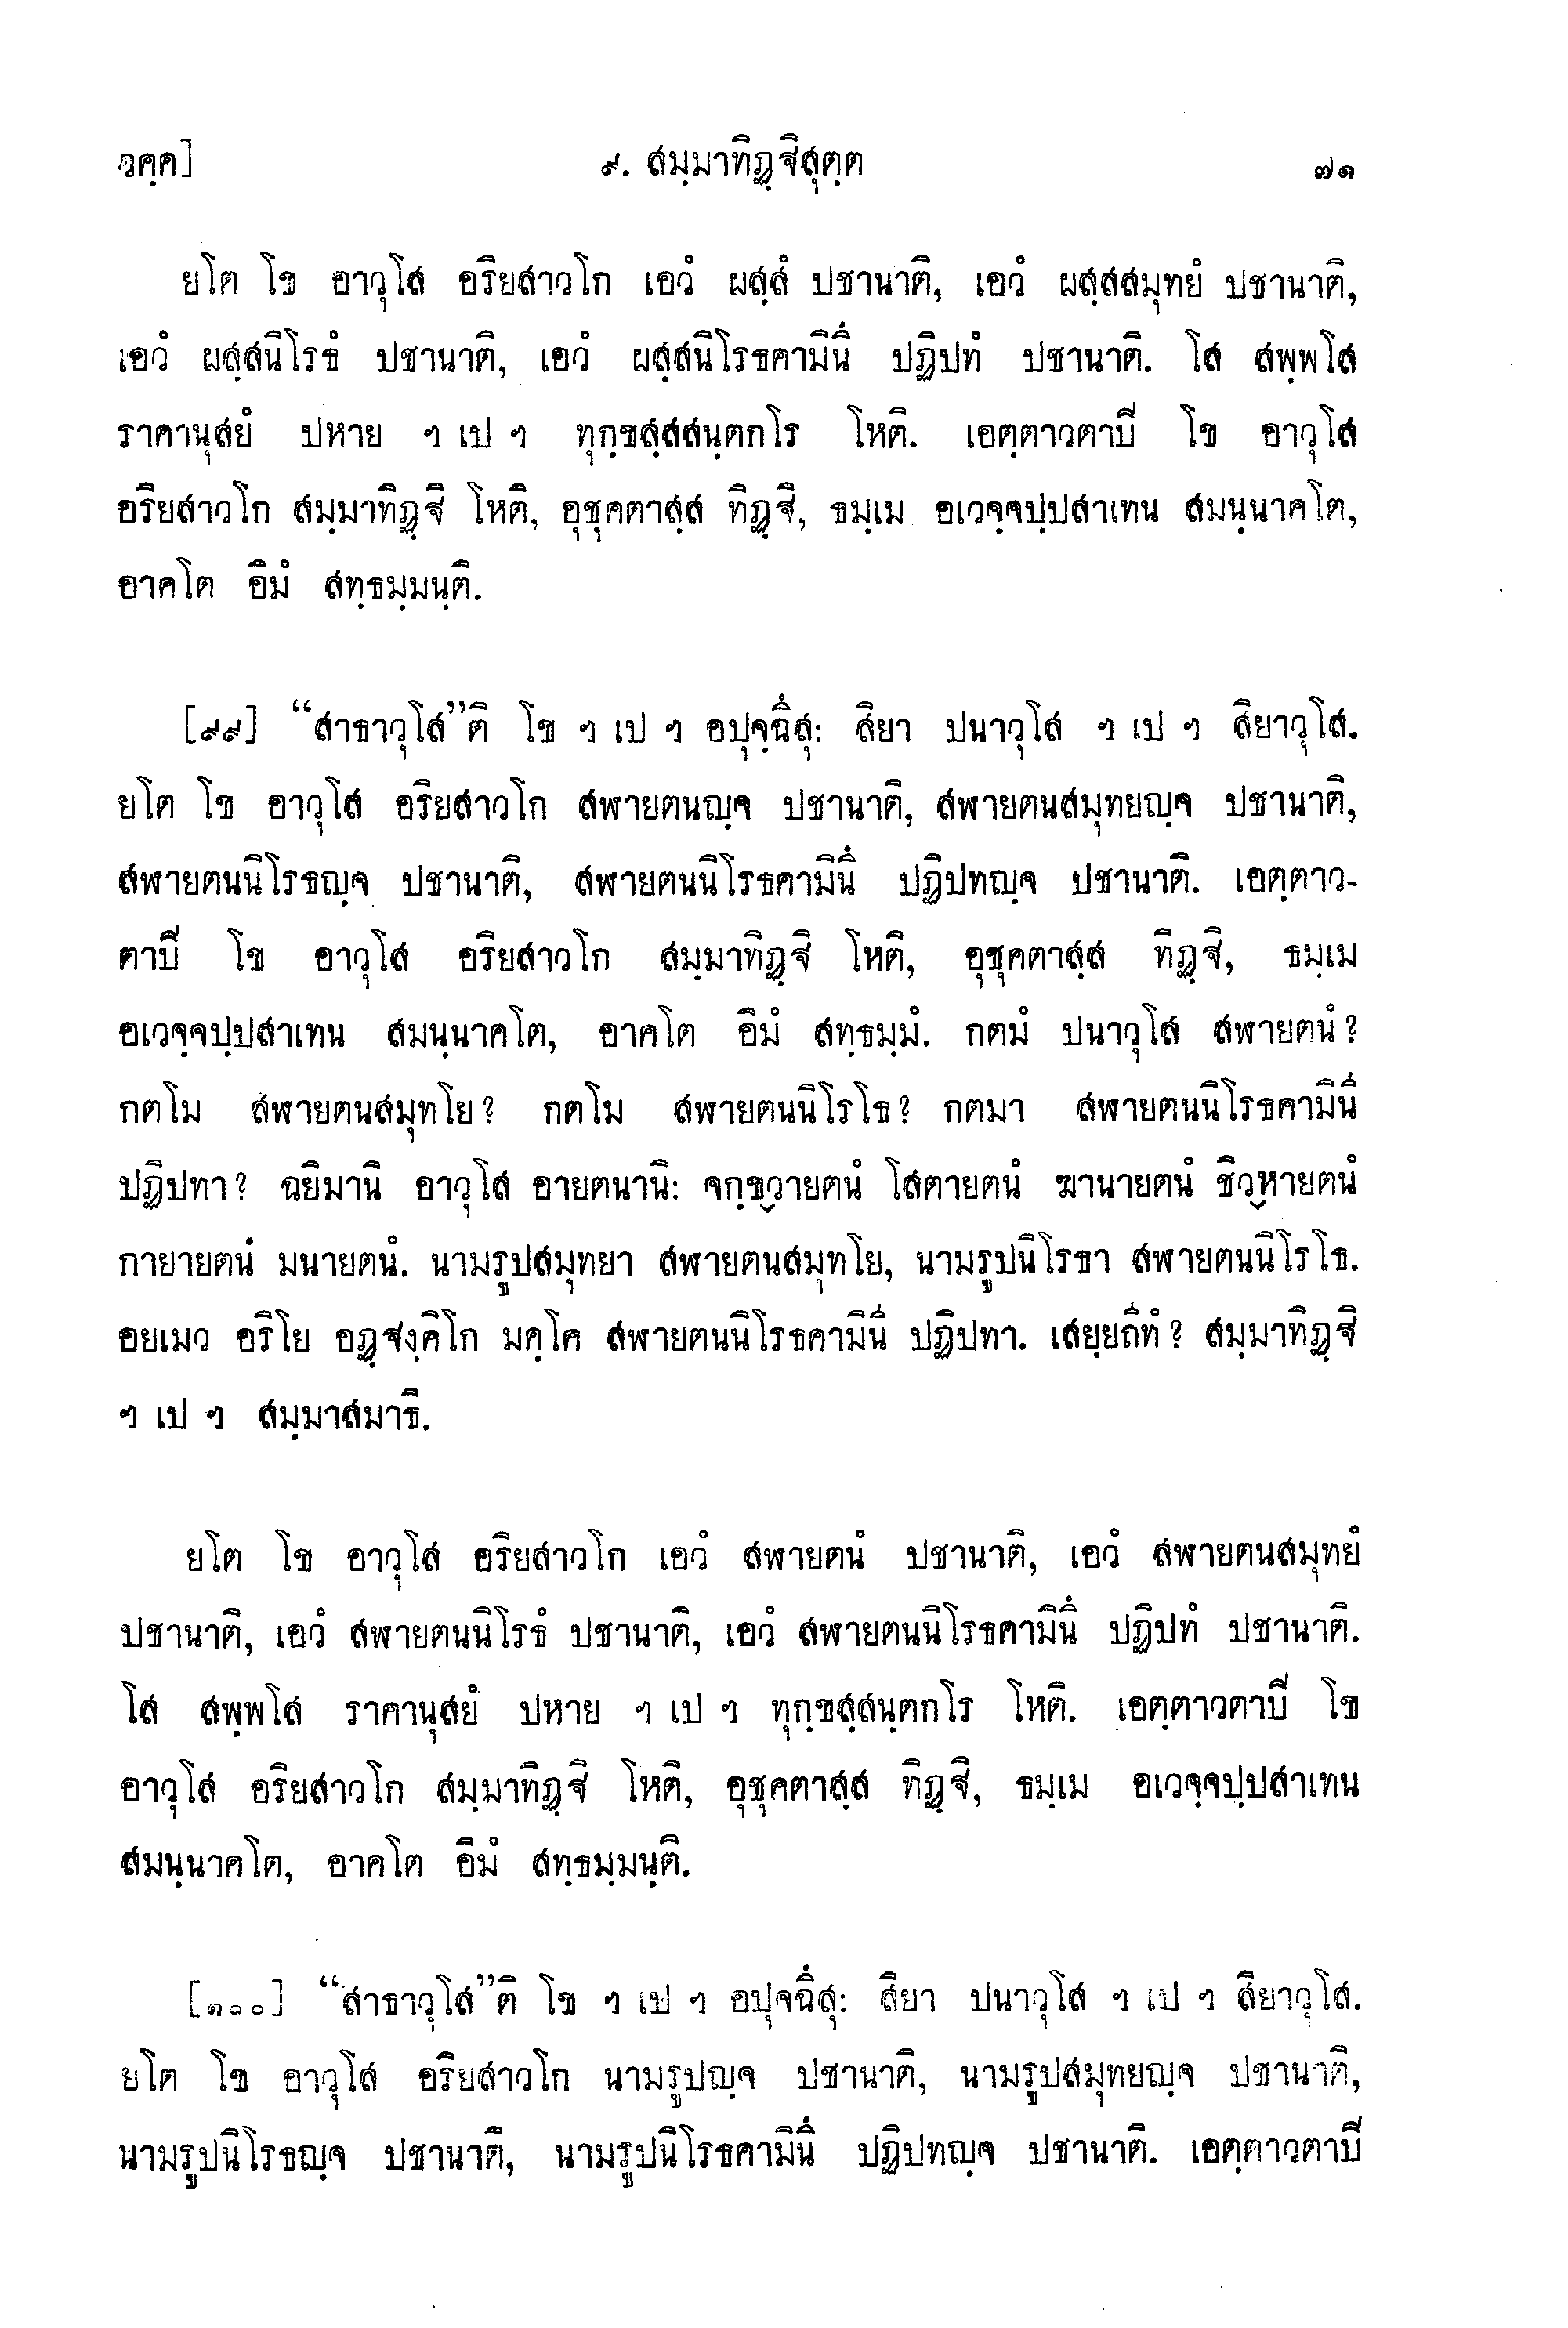 วคฺค] ๙. สมฺมาทิฏฺฐิสุตฺต ๗๑
ยโต โข อาวุโส อริยสาวโก เอวํ ผสฺสํ ปชานาติ, เอวํ ผสฺสสมุทยํ ปชานาติ,
เอวํ ผสฺสนิโรธํ ปชานาติ, เอวํ ผสฺสนิโรธคามินึ ปฏิปทํ ปชานาติ. โส สพฺพโส
ราคานุสยํ ปหาย ฯ เป ฯ ทุกฺขสฺสสนฺตกโร โหติ. เอตฺตาวตาปี โข อาวุโส
อริยสาวโก สมฺมาทิฏฺฐิ โหติ, อุชุคตาสฺส ทิฏฺฐิ, ธมฺเม อเวจฺจปฺปสาเทน สมนฺนาคโต,
อาคโต อิมํ สทฺธมฺมนฺติ.
[๙๙] “สาธาวุโส”ติ โข ฯ เป ฯ อปุจฺฉึสุ: สิยา ปนาวุโส ฯ เป ฯ สิยาวุโส.
ยโต โข อาวุโส อริยสาวโก สฬายตนญฺจ ปชานาติ, สฬายตนสมุทยญฺจ ปชานาติ,
สฬายตนนิโรธญฺจ ปชานาติ, สฬายตนนิโรธคามินึ ปฏิปทญฺจ ปชานาติ. เอตฺตาว-
ตาปี โข อาวุโส อริยสาวโก สมฺมาทิฏฺฐิ โหติ, อุชุคตาสฺส ทิฏฺฐิ, ธมฺเม
อเวจฺจปฺปสาเทน สมนฺนาคโต, อาคโต อิมํ สทฺธมฺมํ. กตมํ ปนาวุโส สฬายตนํ?
กตโม สฬายตนสมุทโย? กตโม สฬายตนนิโรโธ? กตมา สฬายตนนิโรธคามินี
ปฏิปทา? ฉยิมานิ อาวุโส อายตนานิ: จกฺขฺวายตนํ โสตายตนํ ฆานายตนํ ชิวฺหายตนํ
กายายตนํ มนายตนํ. นามรูปสมุทยา สฬายตนสมุทโย, นามรูปนิโรธา สฬายตนนิโรโธ.
อยเมว อริโย อฏฺฐงฺคิโก มคฺโค สฬายตนนิโรธคามินี ปฏิปทา. เสยฺยถิทํ? สมฺมาทิฏฺฐิ
ฯ เป ฯ สมฺมาสมาธิ.
ยโต โข อาวุโส อริยสาวโก เอวํ สฬายตนํ ปชานาติ, เอวํ สฬายตนสมุทยํ
ปชานาติ, เอวํ สฬายตนนิโรธํ ปชานาติ, เอวํ สฬายตนนิโรธคามินึ ปฏิปทํ ปชานาติ.
โส สพฺพโส ราคานุสยํ ปหาย ฯ เป ฯ ทุกฺขสฺสนฺตกโร โหติ. เอตฺตาวตาปี โข
อาวุโส อริยสาวโก สมฺมาทิฏฺฐิ โหติ, อุชุคตาสฺส ทิฏฺฐิ, ธมฺเม อเวจฺจปฺปสาเทน
สมนฺนาคโต, อาคโต อิมํ สทฺธมฺมนฺติ.
[๑๐๐] “สาธาวุโส”ติ โข ฯ เป ฯ อปุจฉึสุ: สิยา ปนาวุโส ฯ เป ฯ สิยาวุโส.
ยโต โข อาวุโส อริยสาวโก นามรูปญฺจ ปชานาติ, นามรูปสมุทยญฺจ ปชานาติ,
นามรูปนิโรธญฺจ ปชานาติ, นามรูปนิโรธคามินึ ปฏิปทญฺจ ปชานาติ. เอตฺตาวตาปี